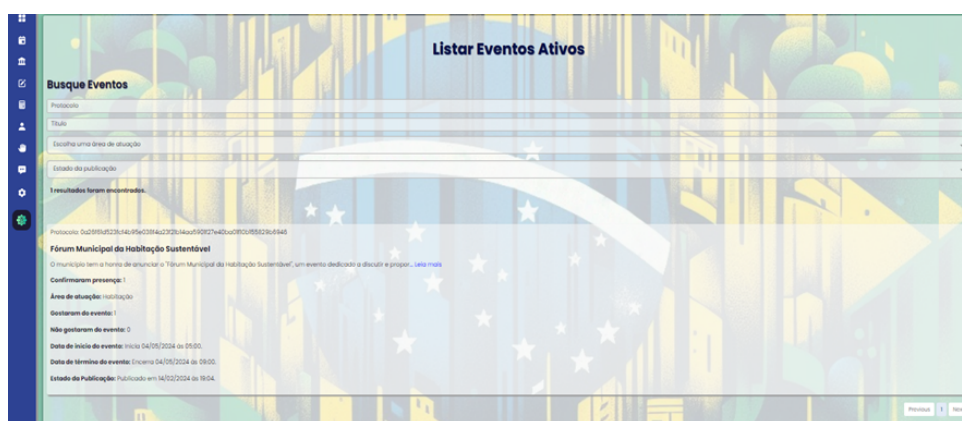 Listar Eventos Ativos
Busque Eventos
Protocolo
Título
Escolha uma área de atuação
Estado da publicação
1 resultados foram encontrados.
Protocolo:
Fórum Municipal da Habitação Sustentável
O município tem a honra de anunciar o "Fórum Municipal da Habitação Sustentável", um evento dedicado a discutir e propor... Leia mais
Confirmaram presença: 1
Área de atuação: Habitação
Gostaram do evento: 1
Não gostaram do evento: 0
Data de início do evento: Inicia 04/05/2024 às 05:00.
Data de término do evento: Encerra 04/05/2024 às 09:00.
Estado da Publicação: Publicado em 14/02/2024 às 19:04.
Previous 1